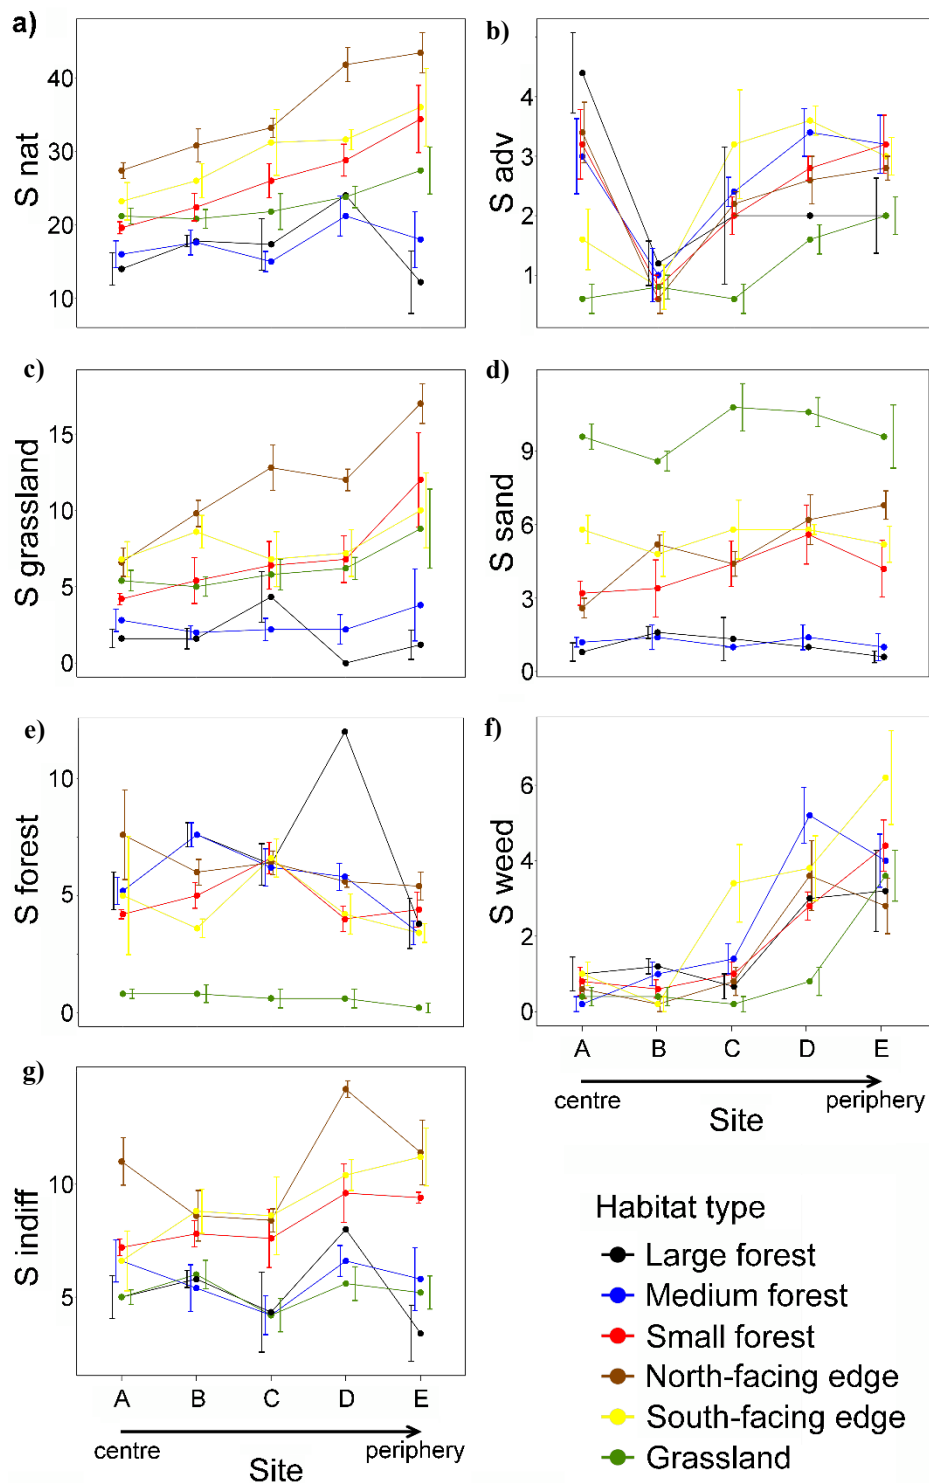 a)
S nat
40
30
20
10
b)
S adv
4
3
2
1
c)
S grassland
15
10
5
0
d)
S sand
9
6
3
0
e)
S forest
10
5
0
f)
S weed
6
4
2
0
A B C D E
centre periphery
Site
g)
S indiff
10
5
A B C D E
centre periphery
Site
Habitat type
Large forest
Medium forest
Small forest
North-facing edge
South-facing edge
Grassland